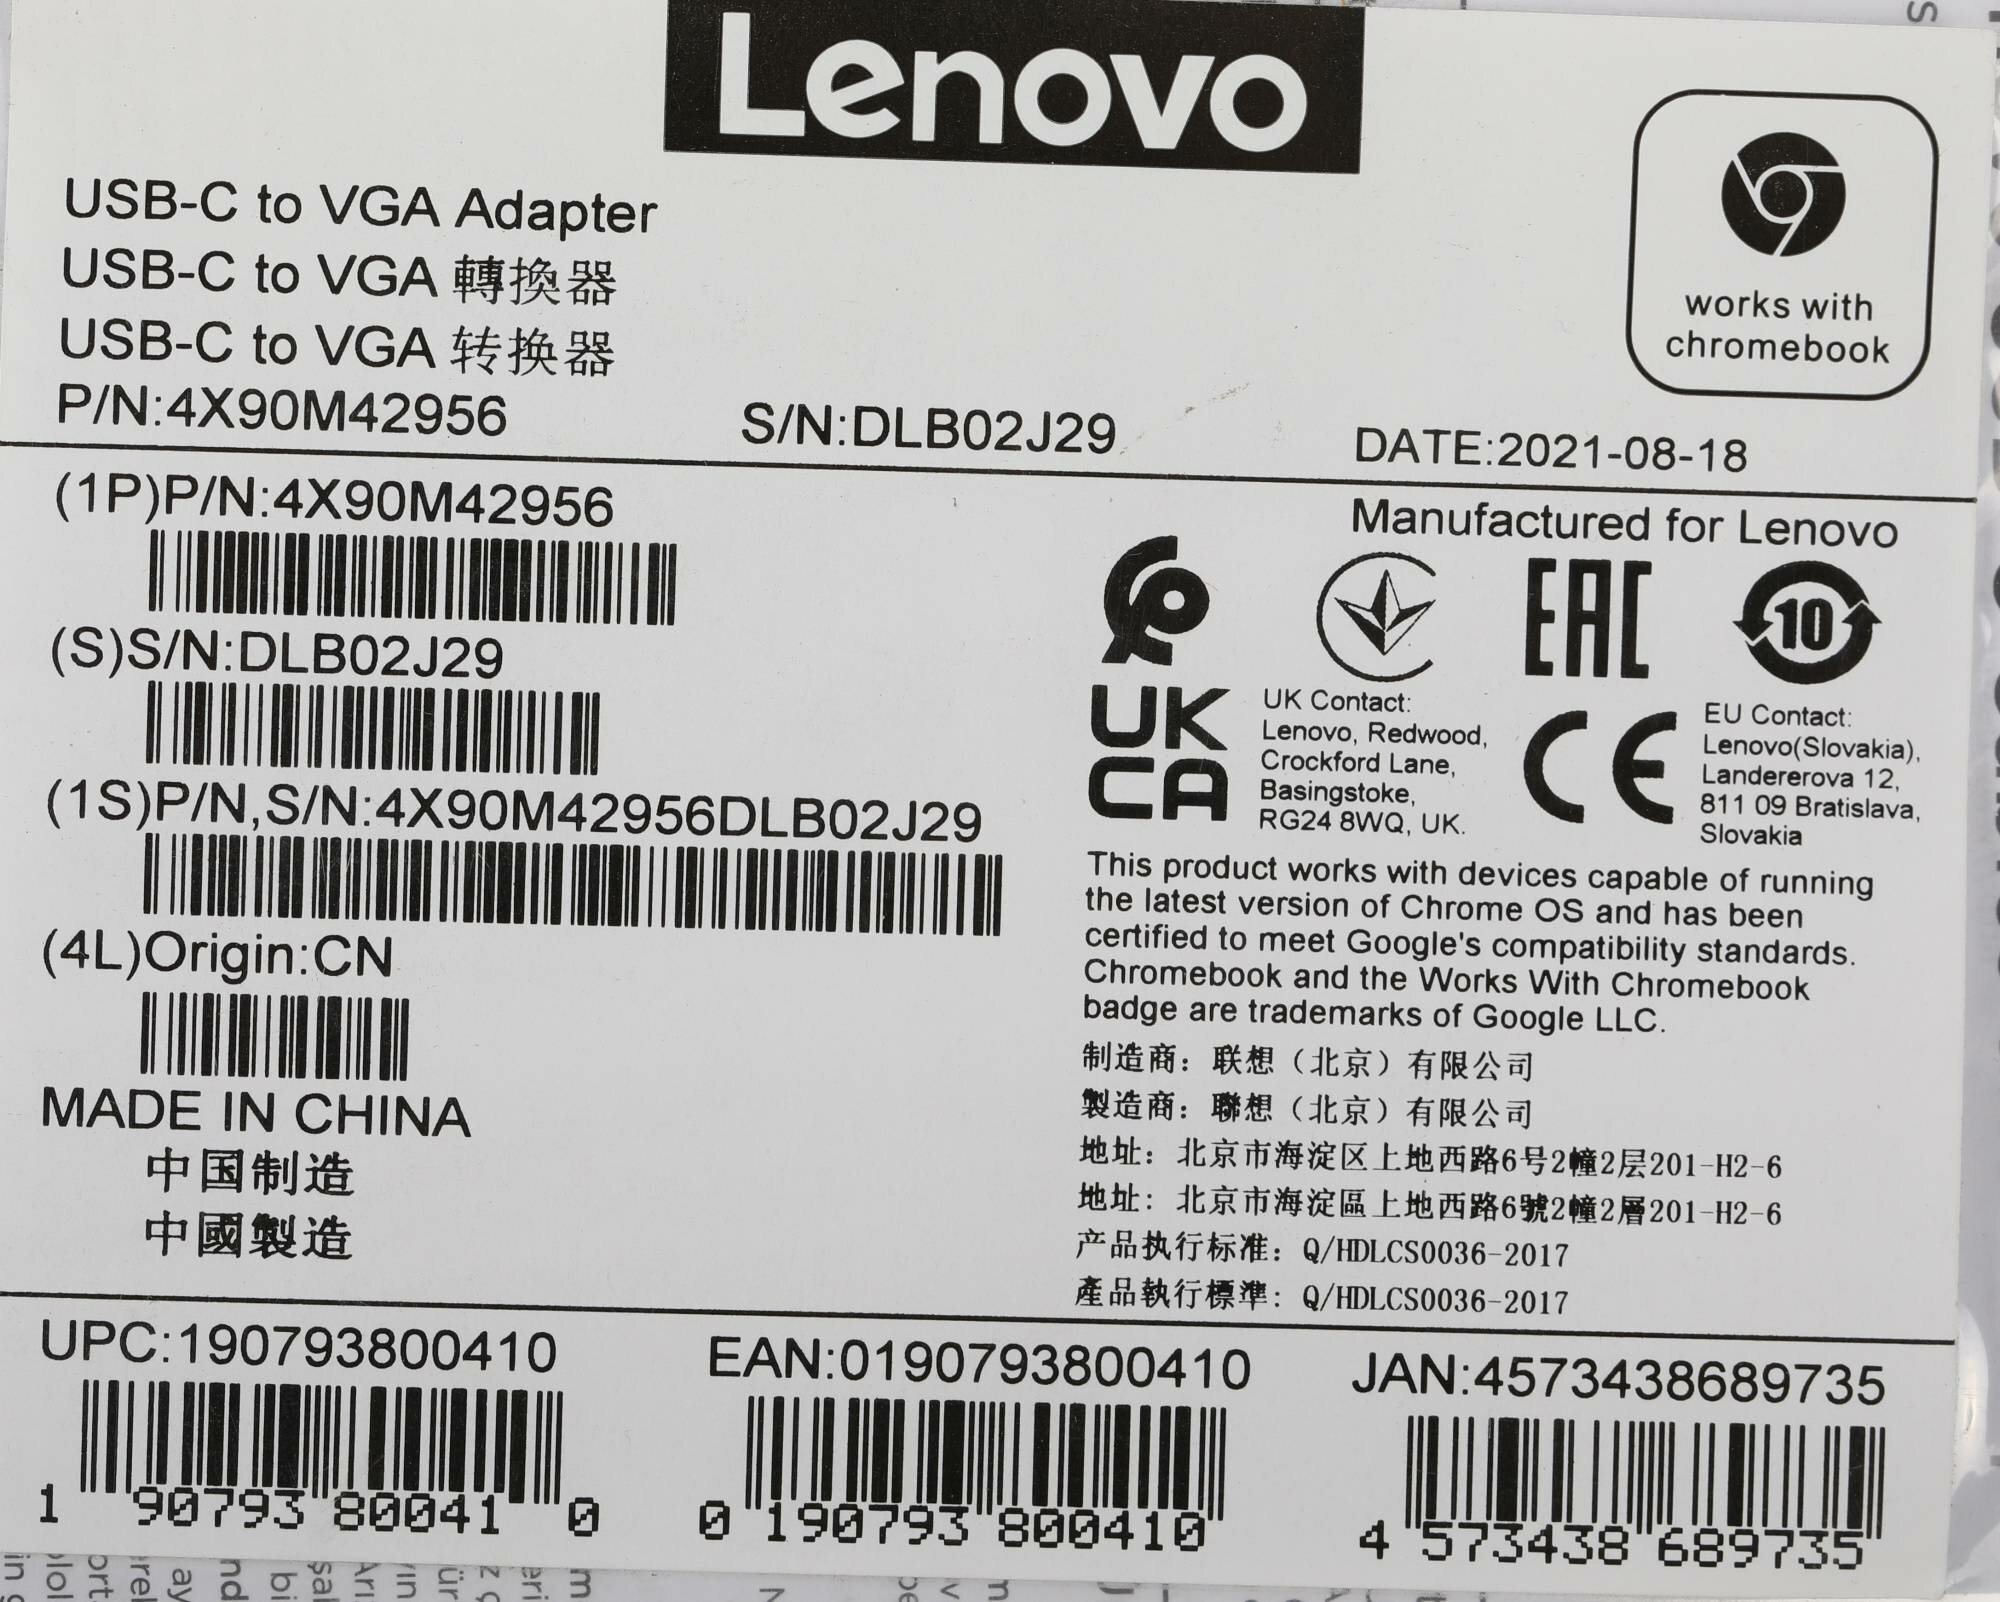 Lenovo
works with
chromebook
USB-C to VGA Adapter
USB-C to VGA 轉換器
USB-C to VGA 转换器
P/N:4X90M42956
S/N:DLB02J29
DATE:2021-08-18
(1P)P/N:4X90M42956
(S)S/N:DLB02J29
(1S)P/N,S/N:4X90M42956DLB02J29
(4L)Origin:CN
MADE IN CHINA
中国制造
中國製造
Manufactured for Lenovo
EAC
10
UK
CA
UK Contact:
Lenovo, Redwood,
Crockford Lane,
Basingstoke,
RG24 8WQ, UK.
CE
EU Contact:
Lenovo(Slovakia),
Landererova 12,
811 09 Bratislava,
Slovakia
This product works with devices capable of running
the latest version of Chrome OS and has been
certified to meet Google's compatibility standards.
Chromebook and the Works With Chromebook
badge are trademarks of Google LLC.
制造商：联想（北京）有限公司
製造商：聯想（北京）有限公司
地址：北京市海淀区上地西路6号2幢2层201-H2-6
地址：北京市海淀區上地西路6號2幢2層201-H2-6
产品执行标准：Q/HDLCS0036-2017
產品執行標準：Q/HDLCS0036-2017
UPC:190793800410
1 90793 80041 0
EAN:0190793800410
0 190793 800410
JAN:4573438689735
4 573438 689735